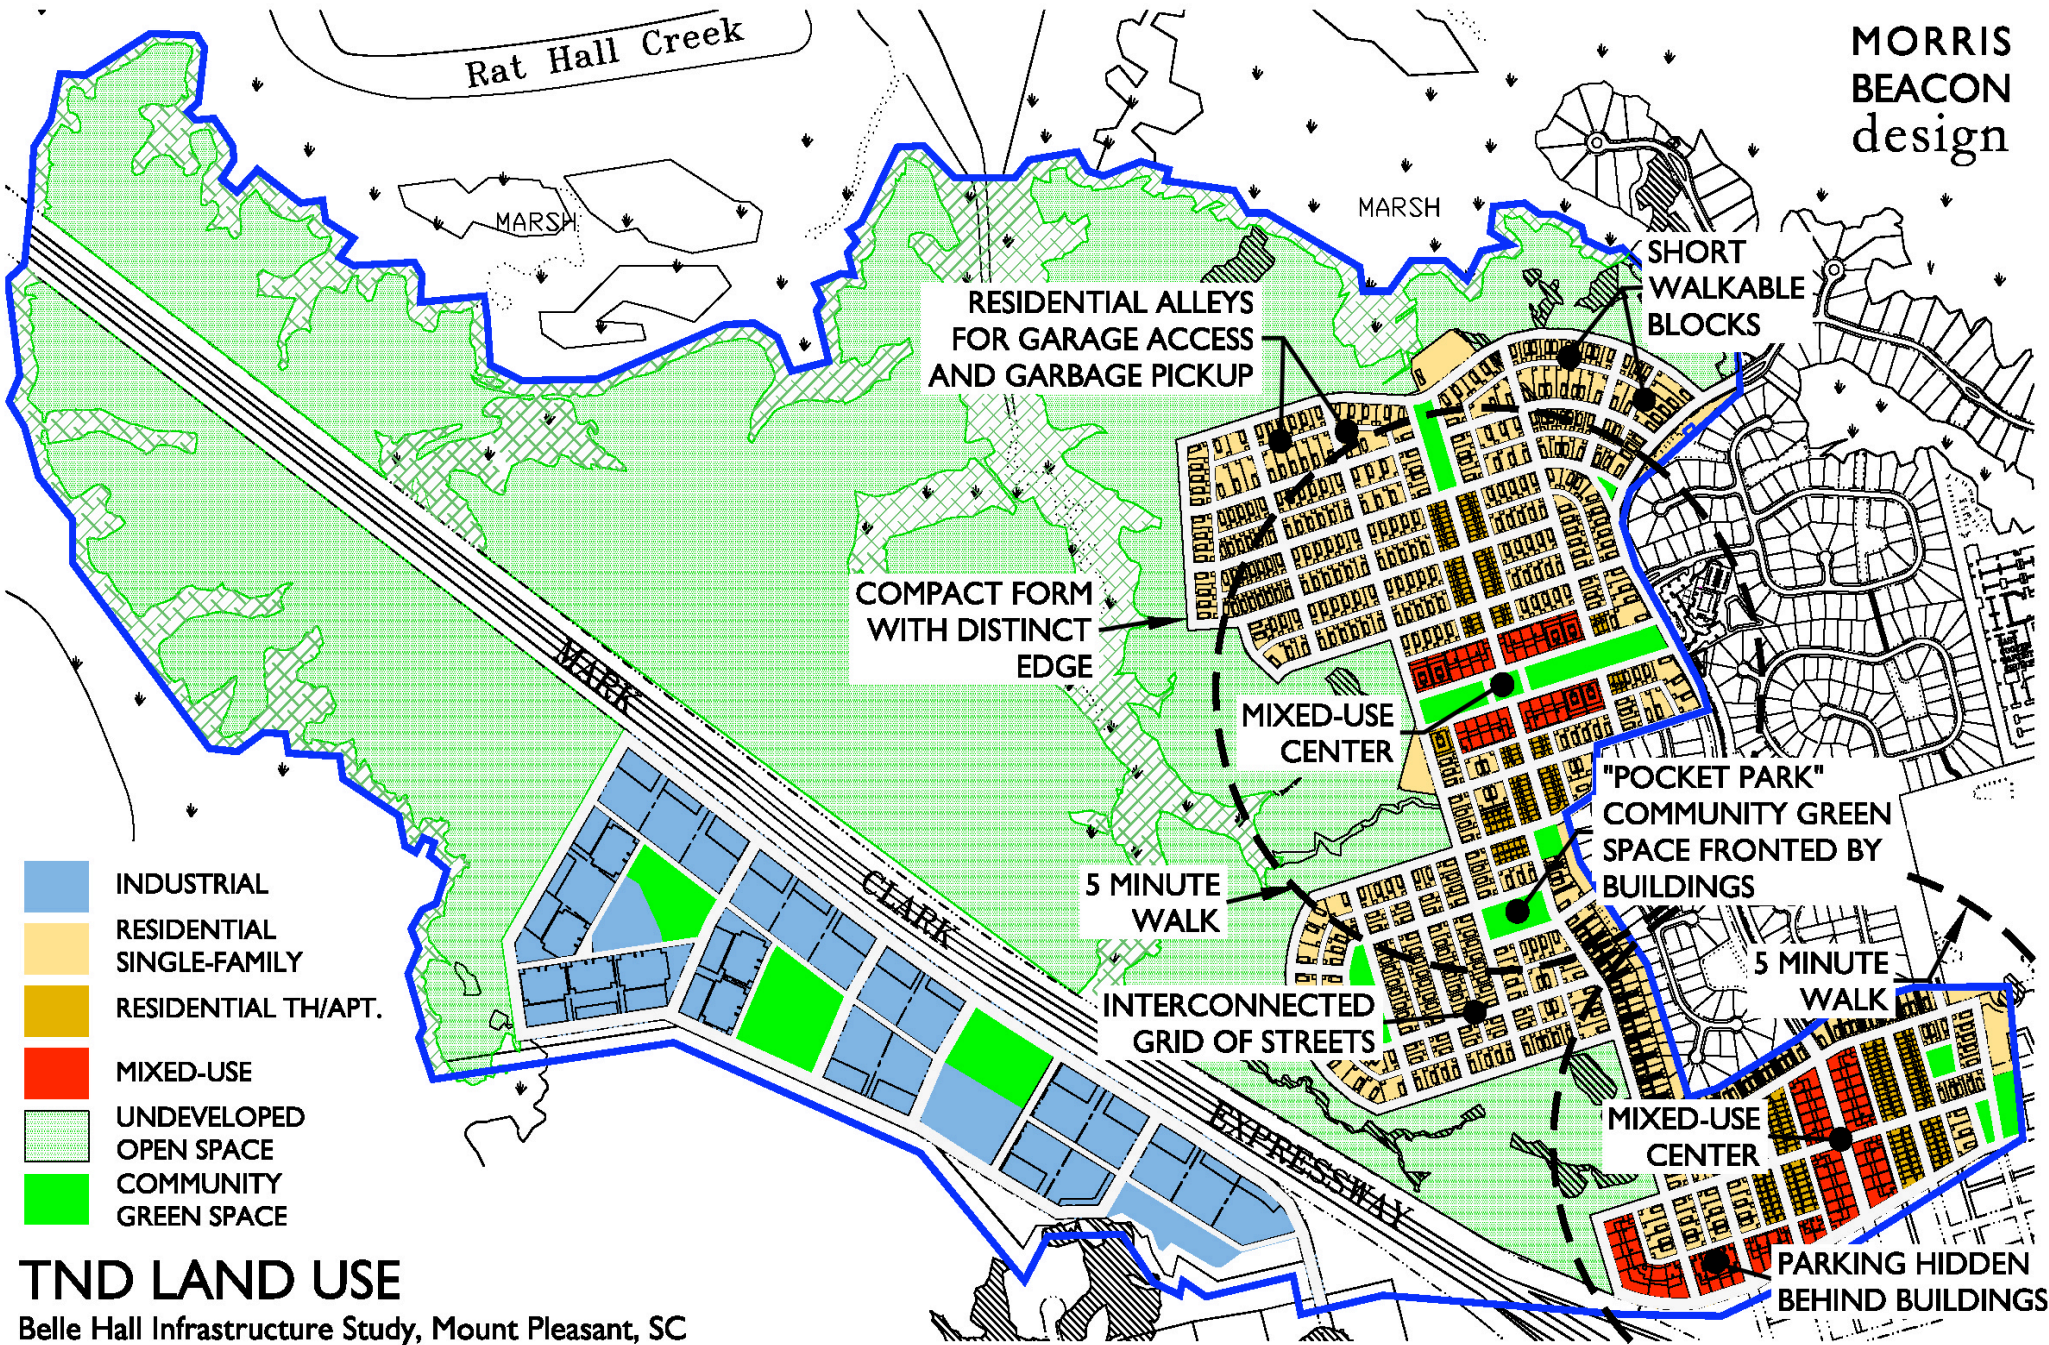 Rat Hall Creek
MORRIS
BEACON
design
MARSH
MARSH
SHORT
WALKABLE
BLOCKS
RESIDENTIAL ALLEYS
FOR GARAGE ACCESS
AND GARBAGE PICKUP
COMPACT FORM
WITH DISTINCT
EDGE
MARK
MIXED-USE
CENTER
"POCKET PARK"
COMMUNITY GREEN
SPACE FRONTED BY
BUILDINGS
5 MINUTE
WALK
CLARK
5 MINUTE
WALK
INTERCONNECTED
GRID OF STREETS
EXPRESSWAY
MIXED-USE
CENTER
PARKING HIDDEN
BEHIND BUILDINGS
INDUSTRIAL
RESIDENTIAL
SINGLE-FAMILY
RESIDENTIAL TH/APT.
MIXED-USE
UNDEVELOPED
OPEN SPACE
COMMUNITY
GREEN SPACE
TND LAND USE
Belle Hall Infrastructure Study, Mount Pleasant, SC